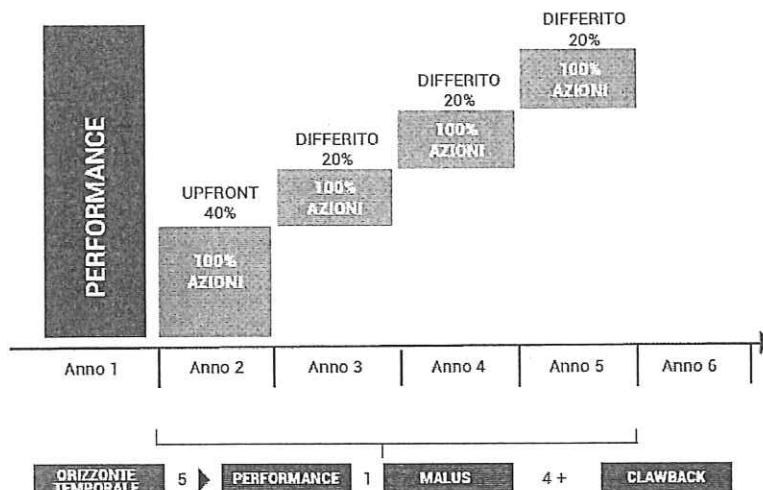 DIFFERITO
20%
100%
AZIONI
DIFFERITO
20%
100%
AZIONI
DIFFERITO
20%
100%
AZIONI
UPFRONT
40%
100%
AZIONI
PERFORMANCE
Anno 1
Anno 2
Anno 3
Anno 4
Anno 5
Anno 6
ORIZZONTE
TEMPORALE
5
PERFORMANCE
1
MALUS
4 +
CLAWBACK